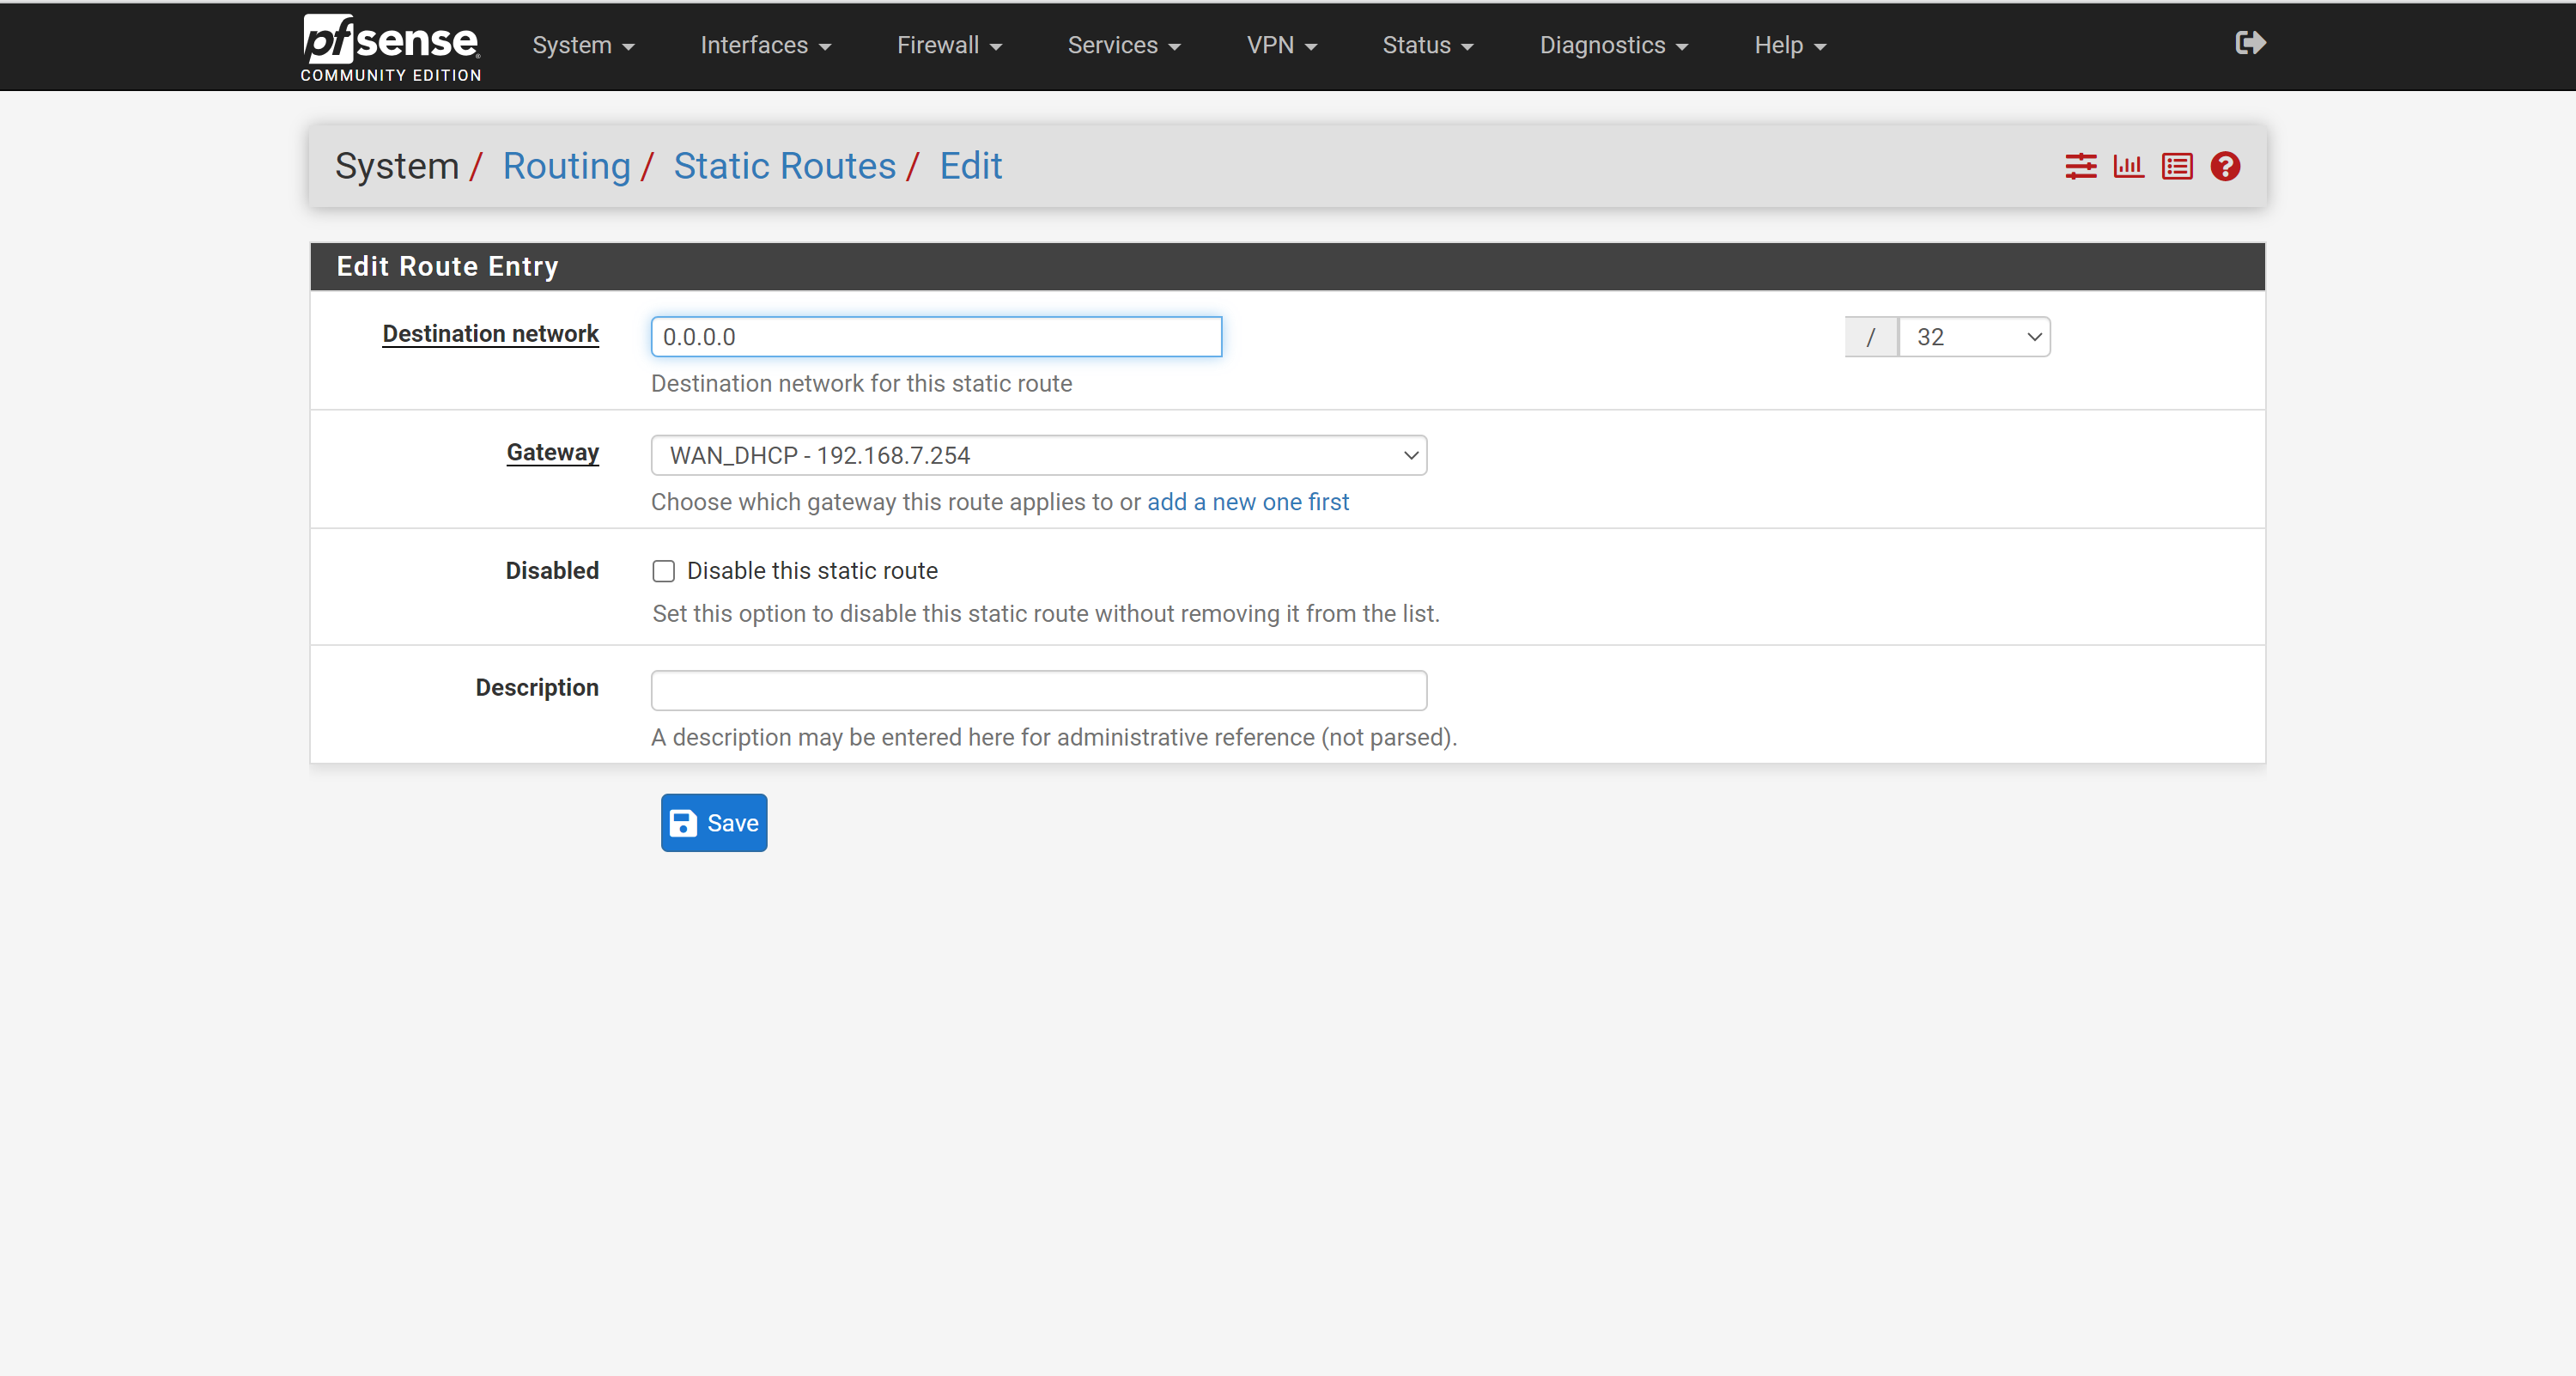 pfsense
COMMUNITY EDITION
System Interfaces Firewall Services VPN Status Diagnostics Help
System / Routing / Static Routes / Edit
Edit Route Entry
Destination network 0.0.0.0 / 32
Destination network for this static route
Gateway WAN_DHCP - 192.168.7.254
Choose which gateway this route applies to or add a new one first
Disabled Disable this static route
Set this option to disable this static route without removing it from the list.
Description
A description may be entered here for administrative reference (not parsed).
Save